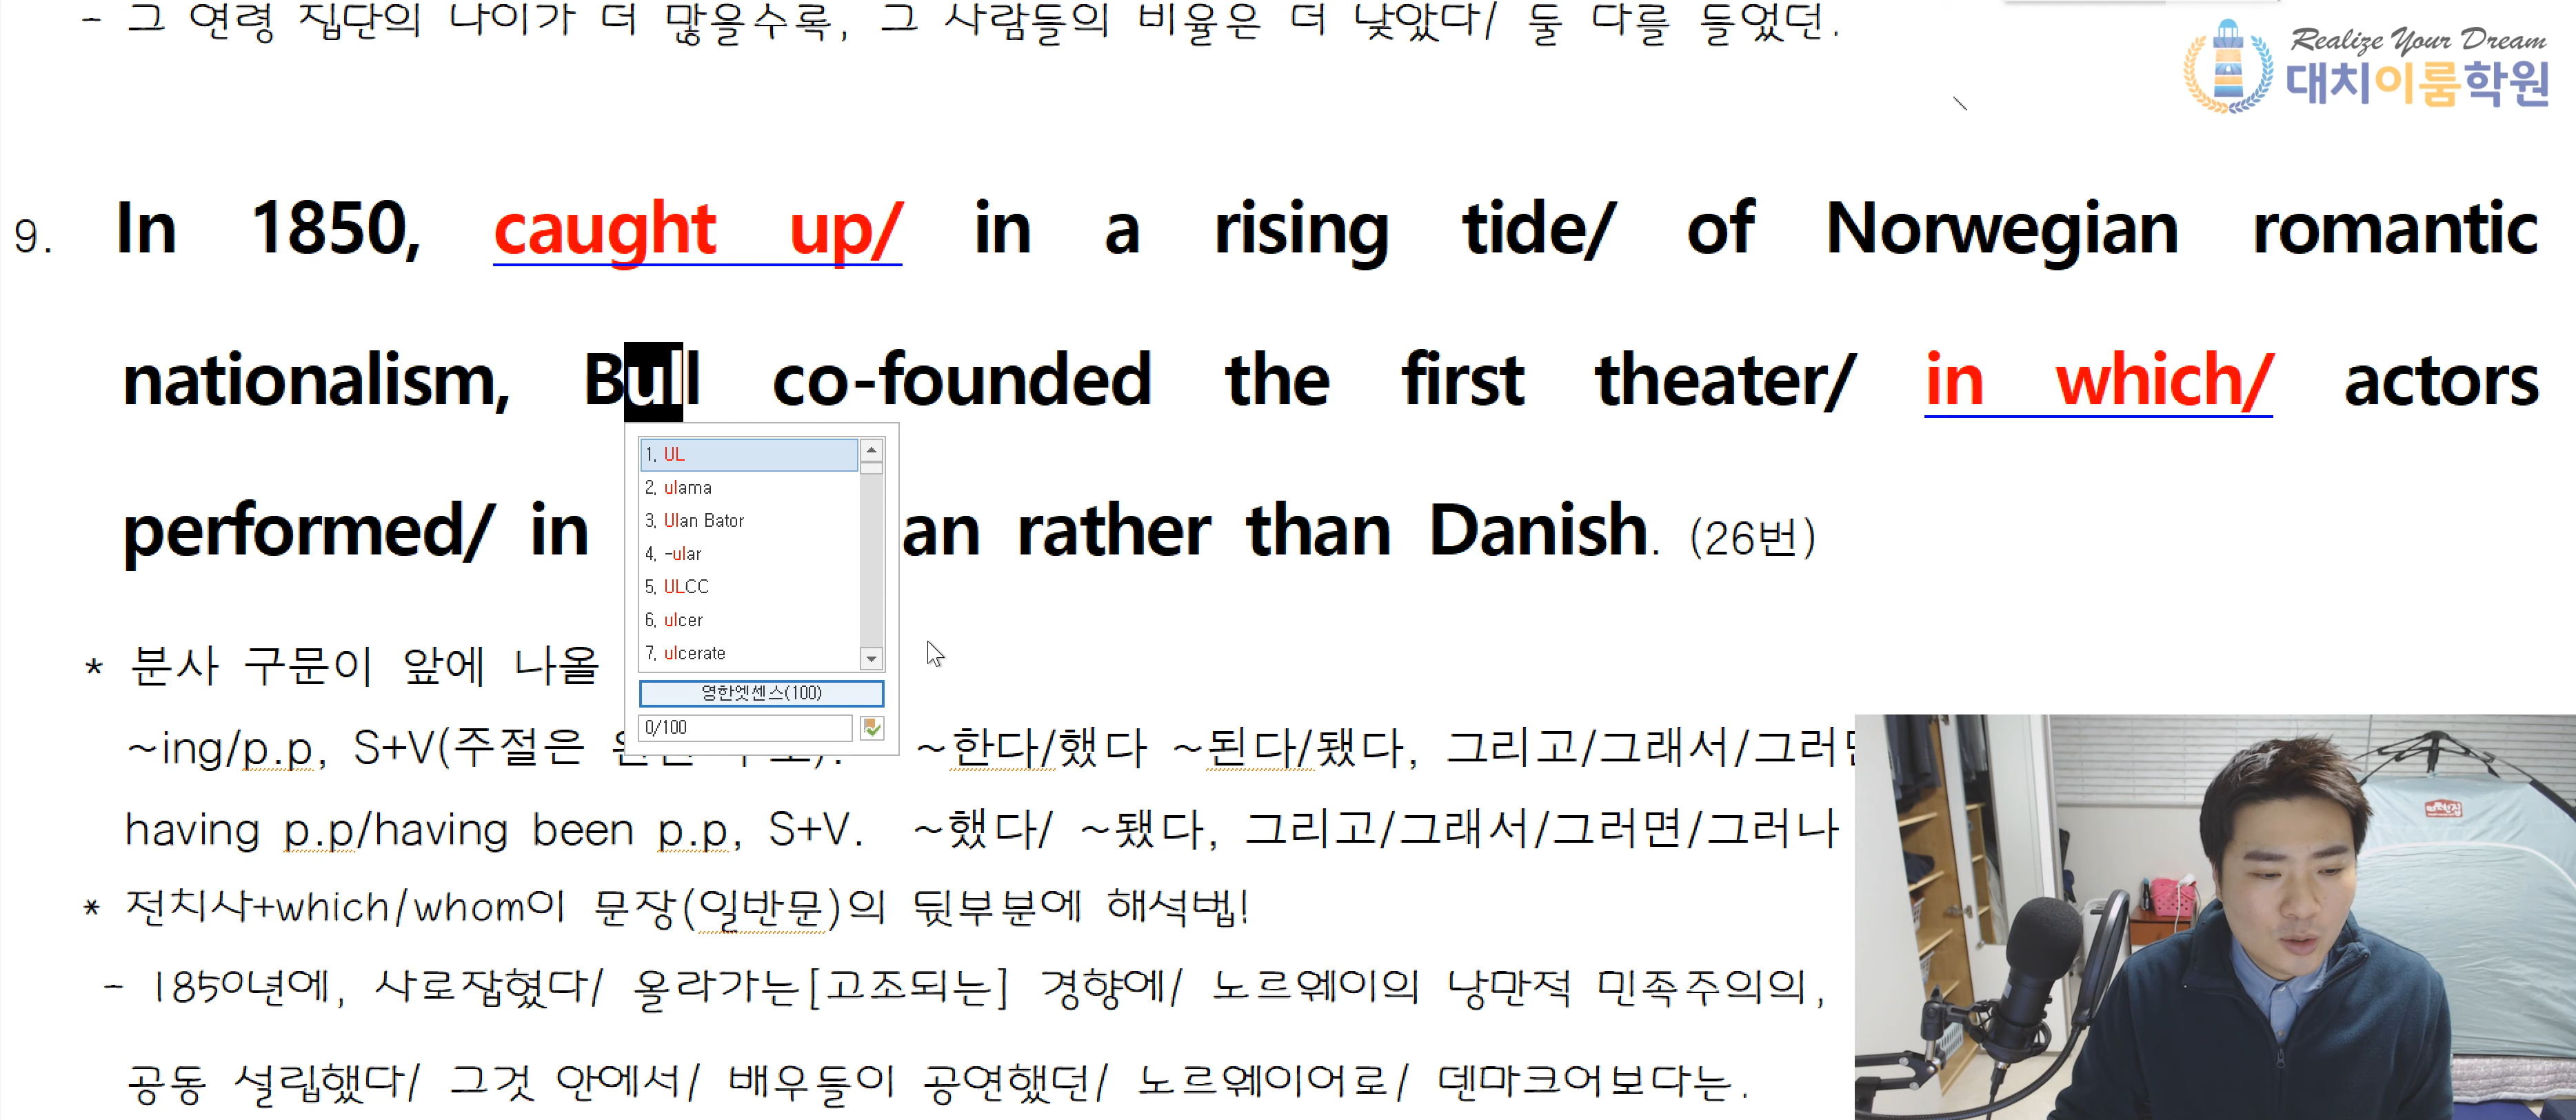 - 그 연령 집단의 나이가 더 많을수록, 그 사람들의 비율은 더 낮았다/ 둘 다를 들었던.
Realize Your Dream
대치이룸학원
9. In 1850, caught up/ in a rising tide/ of Norwegian romantic
nationalism, Bull co-founded the first theater/ in which/ actors
performed/ in an rather than Danish. (26번)
1. UL
2. ulama
3. Ulan Bator
4. -ular
5. ULCC
6. ulcer
7. ulcerate
영한엣센스(100)
0/100
* 분사 구문이 앞에 나올
~ing/p.p, S+V(주절은 ~한다/했다 ~된다/됐다, 그리고/그래서/그러면
having p.p/having been p.p, S+V. ~했다/ ~됐다, 그리고/그래서/그러면/그러나
* 전치사+which/whom이 문장(일반문)의 뒷부분에 해석법!
- 1850년에, 사로잡혔다/ 올라가는[고조되는] 경향에/ 노르웨이의 낭만적 민족주의의,
공동 설립했다/ 그것 안에서/ 배우들이 공연했던/ 노르웨이어로/ 덴마크어보다는.